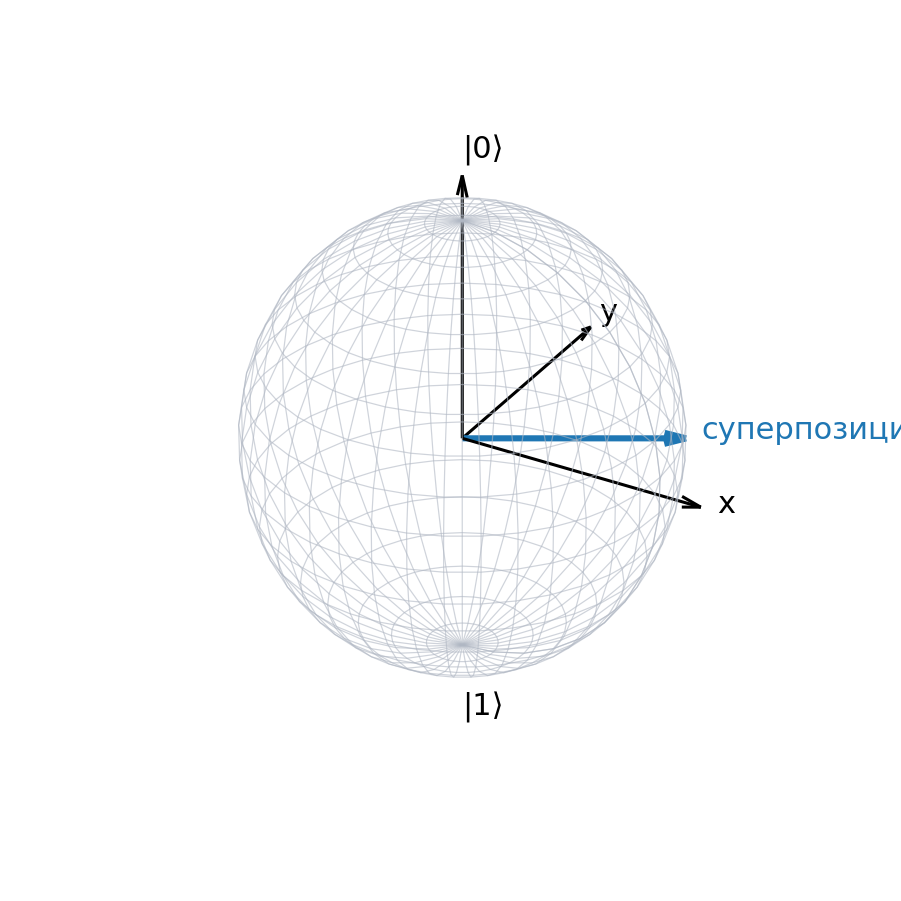 |0⟩
y
суперпозици
x
|1⟩